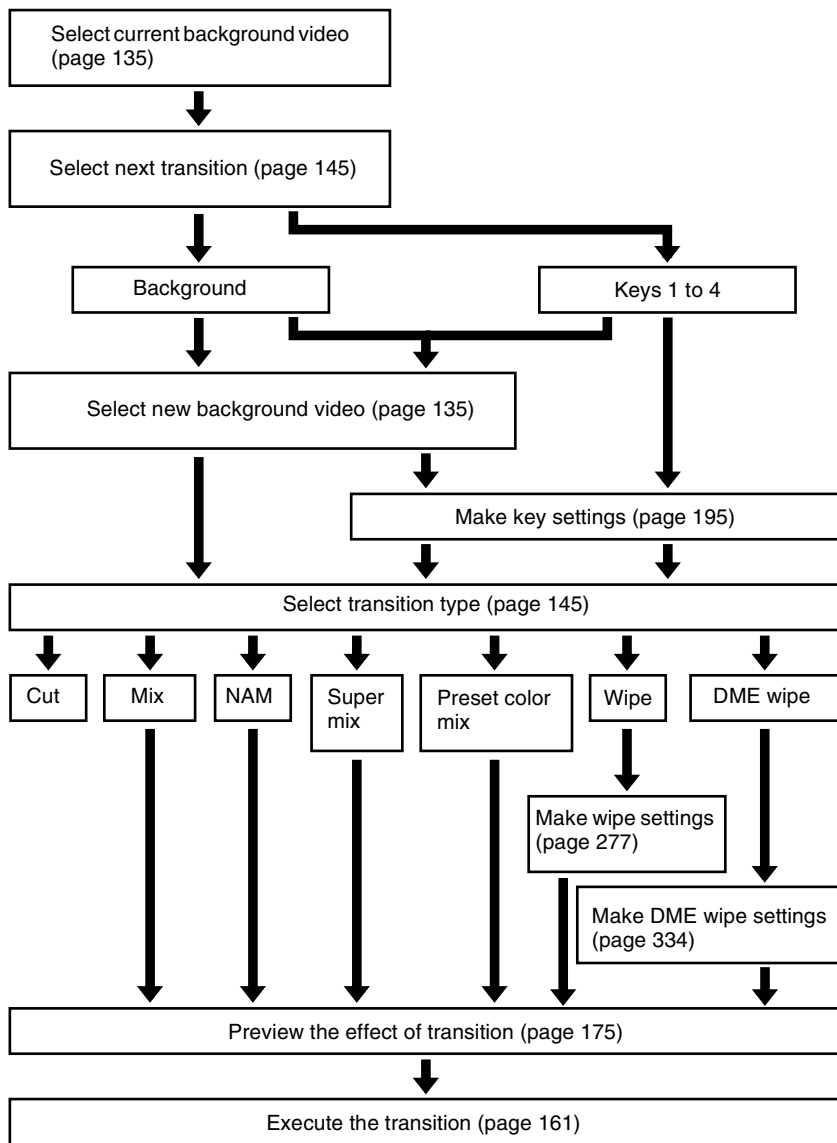 Select current background video
(page 135)
Select next transition (page 145)
Background
Keys 1 to 4
Select new background video (page 135)
Make key settings (page 195)
Select transition type (page 145)
Cut
Mix
NAM
Super
mix
Preset color
mix
Wipe
DME wipe
Make wipe settings
(page 277)
Make DME wipe settings
(page 334)
Preview the effect of transition (page 175)
Execute the transition (page 161)